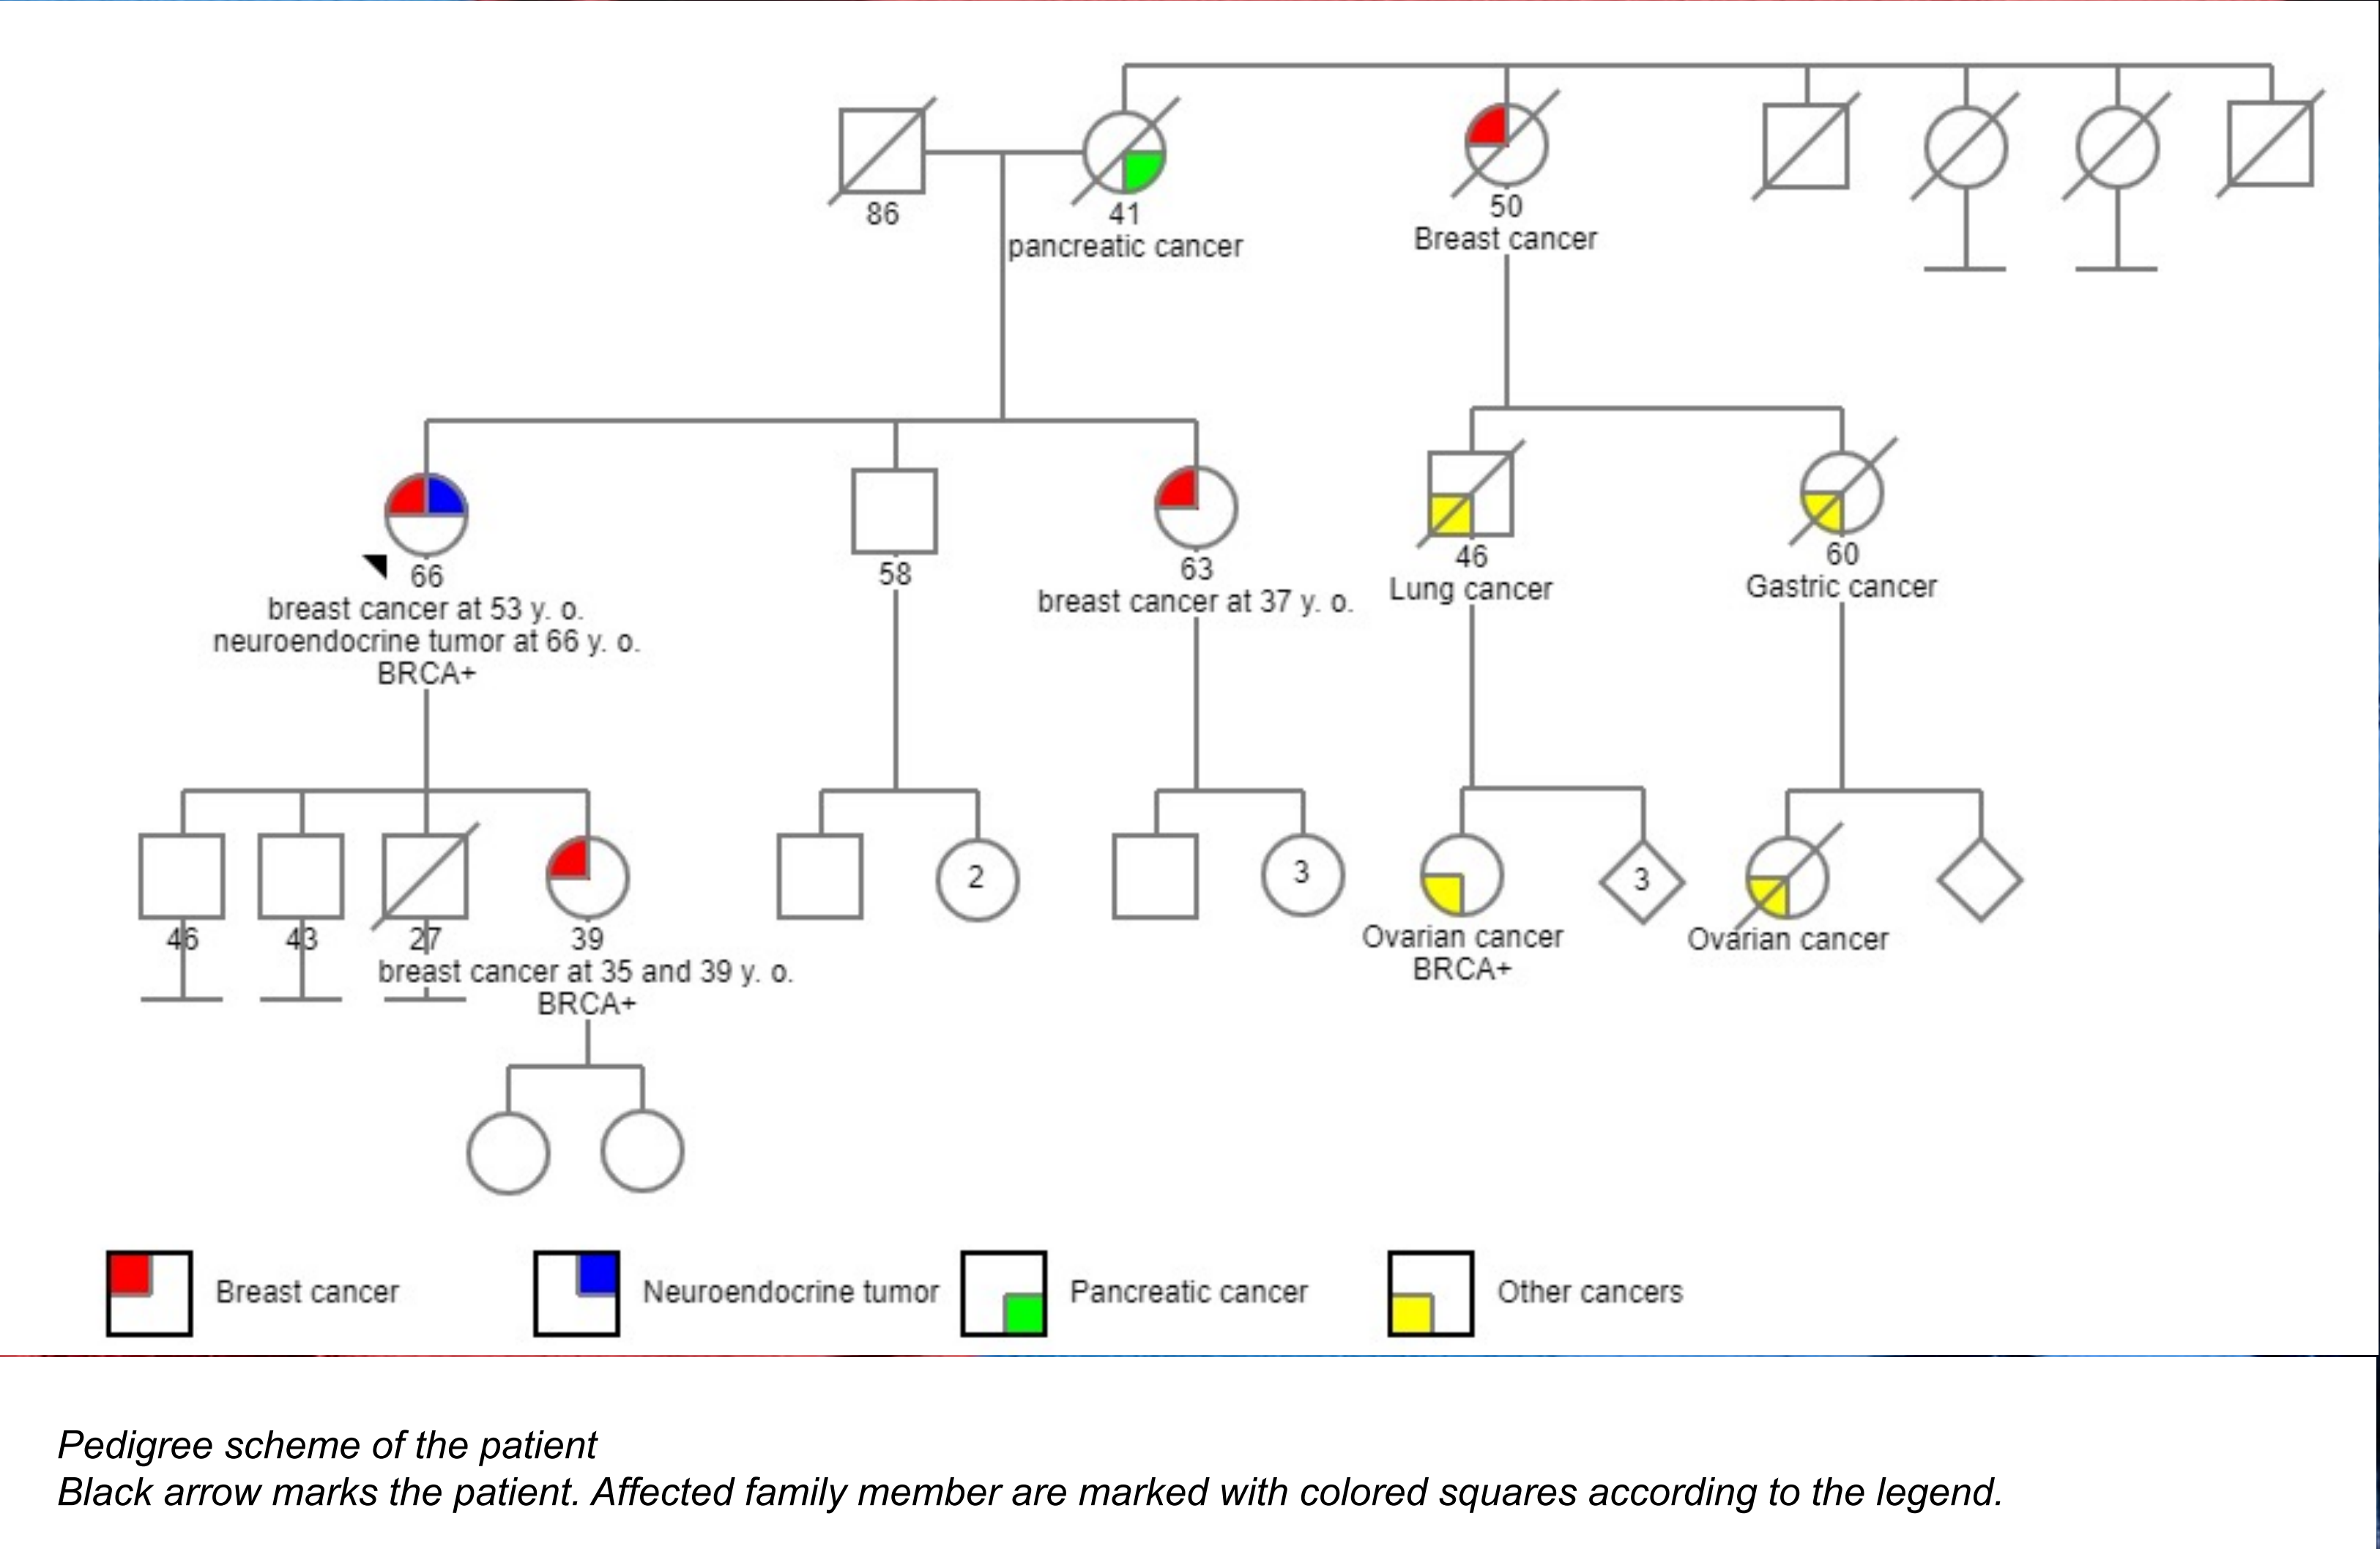 86
41
pancreatic cancer
50
Breast cancer
66
breast cancer at 53 y. o.
neuroendocrine tumor at 66 y. o.
BRCA+
58
63
breast cancer at 37 y. o.
46
Lung cancer
60
Gastric cancer
46
43
27
39
breast cancer at 35 and 39 y. o.
BRCA+
2
3
Ovarian cancer
BRCA+
3
Ovarian cancer
Breast cancer
Neuroendocrine tumor
Pancreatic cancer
Other cancers
Pedigree scheme of the patient
Black arrow marks the patient. Affected family member are marked with colored squares according to the legend.